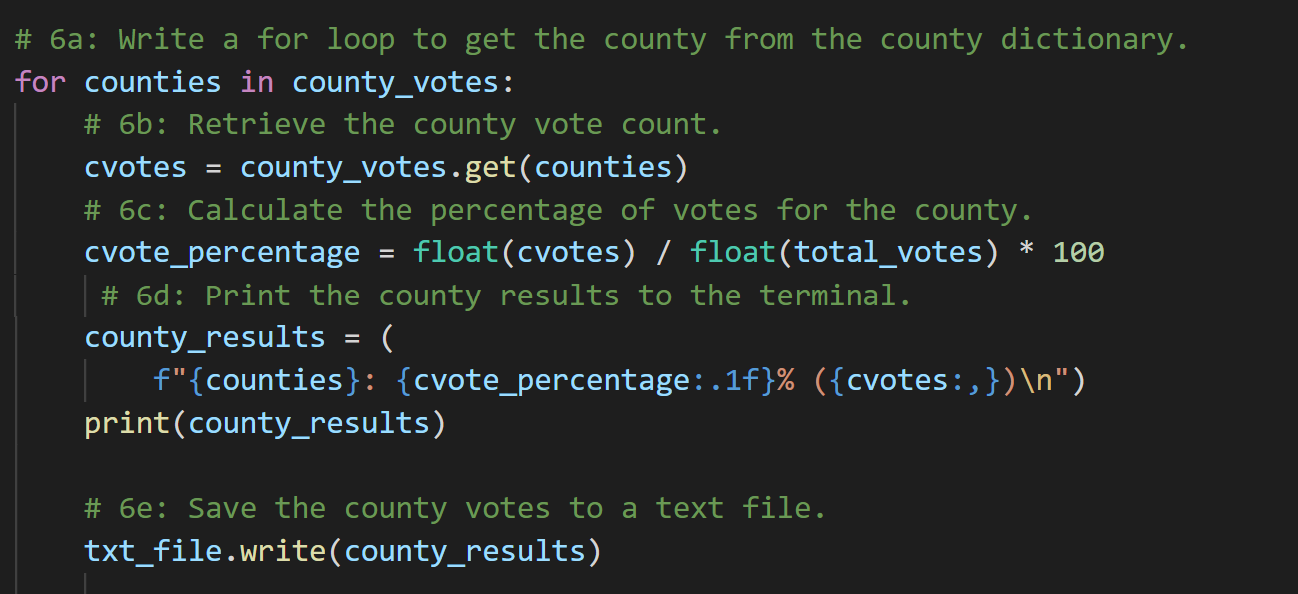 # 6a: Write a for loop to get the county from the county dictionary.
for counties in county_votes:
    # 6b: Retrieve the county vote count.
    cvotes = county_votes.get(counties)
    # 6c: Calculate the percentage of votes for the county.
    cvote_percentage = float(cvotes) / float(total_votes) * 100
     # 6d: Print the county results to the terminal.
    county_results = (
        f"{counties}: {cvote_percentage:.1f}% ({cvotes:,})\n")
    print(county_results)

    # 6e: Save the county votes to a text file.
    txt_file.write(county_results)